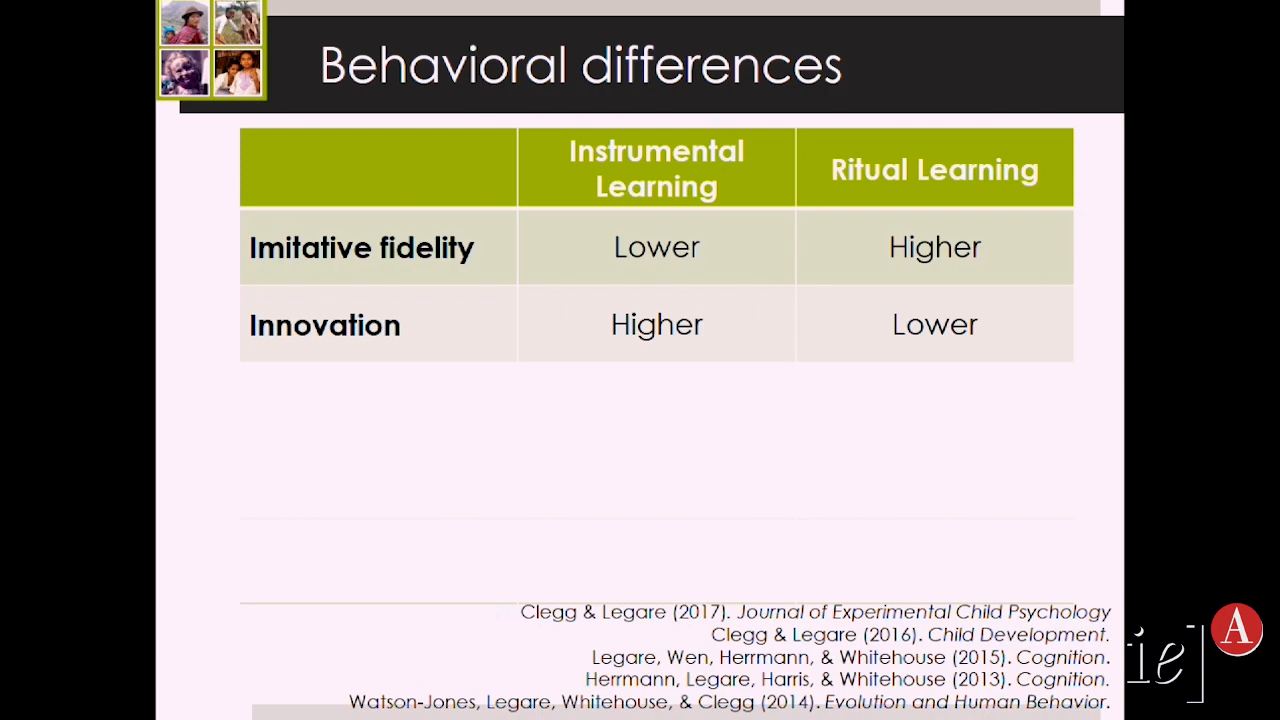 Behavioral differences
Instrumental
Learning
Ritual Learning
Imitative fidelity
Lower
Higher
Innovation
Higher
Lower
Clegg & Legare (2017). Journal of Experimental Child Psychology
Clegg & Legare (2016). Child Development.
Legare, Wen, Herrmann, & Whitehouse (2015). Cognition.
Herrmann, Legare, Harris, & Whitehouse (2013). Cognition.
Watson-Jones, Legare, Whitehouse, & Clegg (2014). Evolution and Human Behavior.
ie]
A